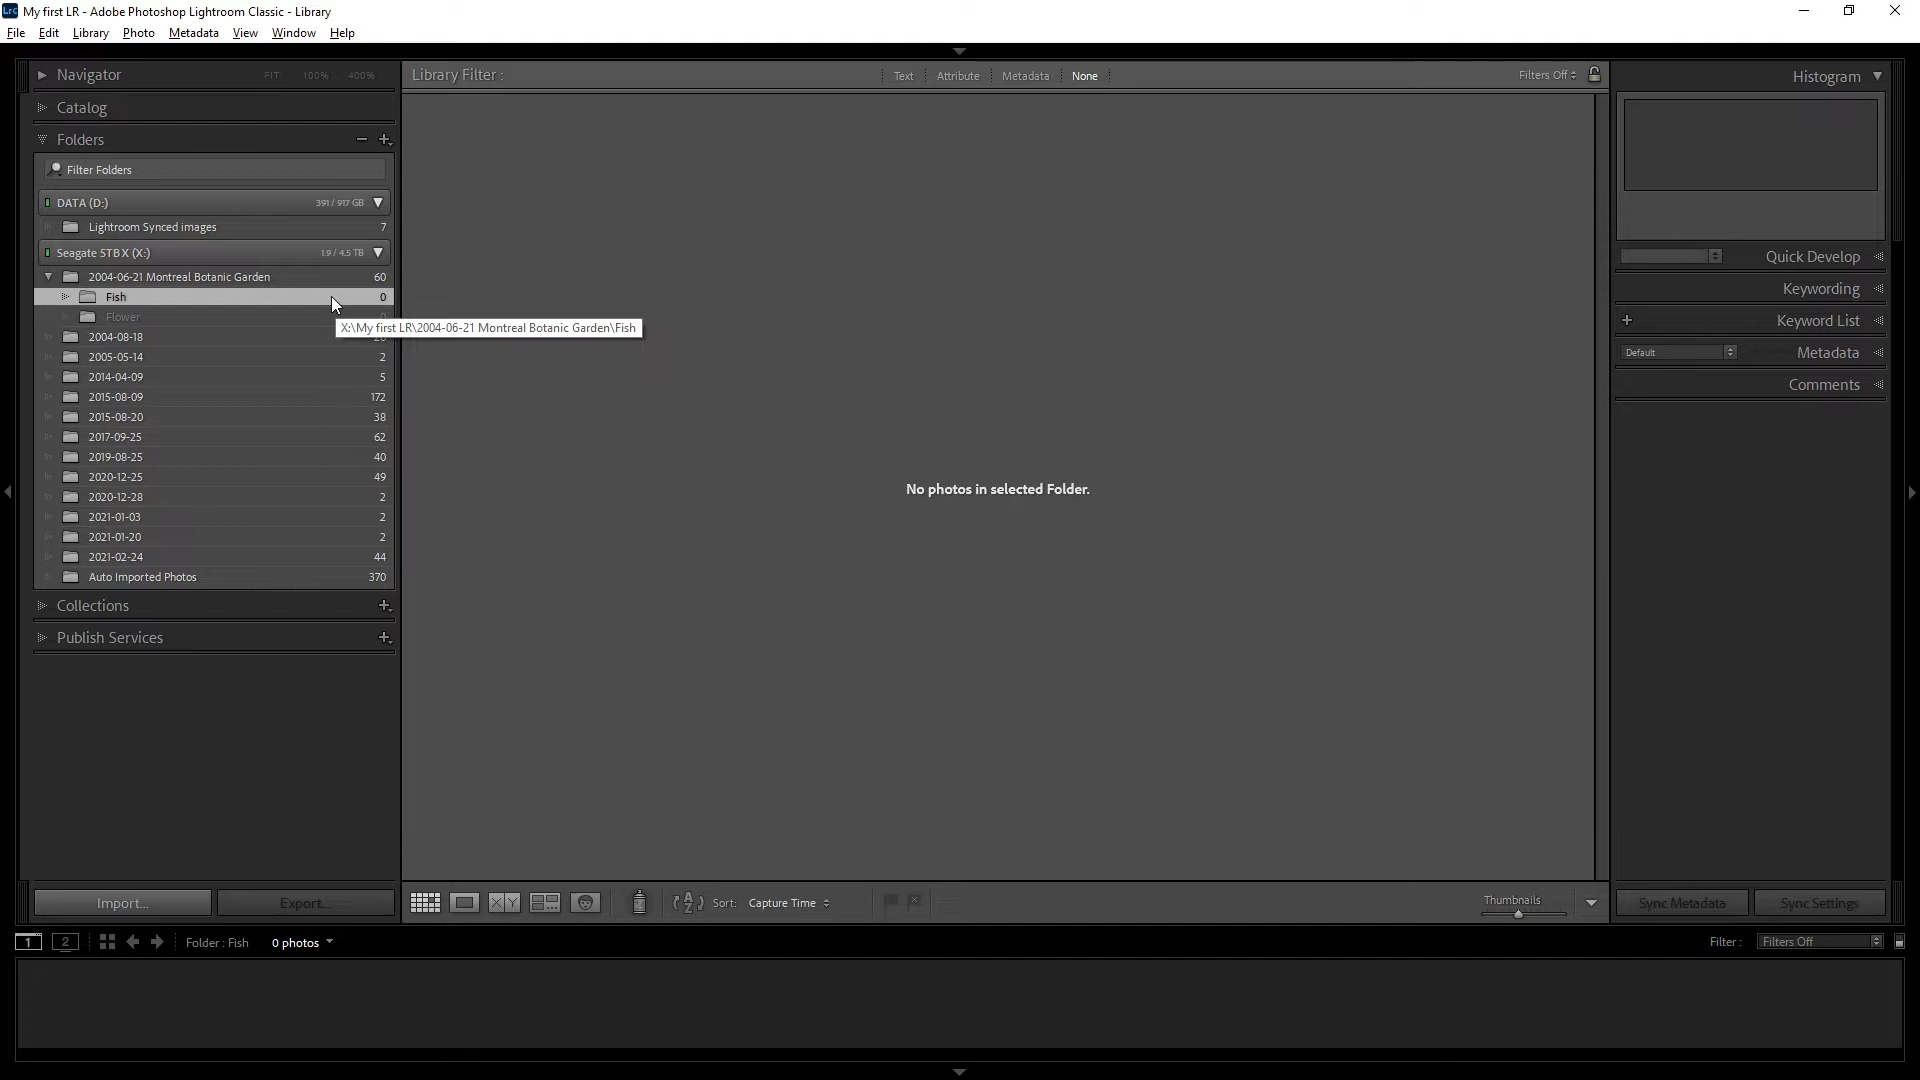 Lrc My first LR - Adobe Photoshop Lightroom Classic - Library
File Edit Library Photo Metadata View Window Help
Navigator FIT 100% 400%
Catalog
Folders
Filter Folders
DATA (D:) 391 / 917 GB
Lightroom Synced images 7
Seagate 5TB X (X:) 1.9 / 4.5 TB
2004-06-21 Montreal Botanic Garden 60
Fish 0
Flower
X:\My first LR\2004-06-21 Montreal Botanic Garden\Fish
2004-08-18
2005-05-14 2
2014-04-09 5
2015-08-09 172
2015-08-20 38
2017-09-25 62
2019-08-25 40
2020-12-25 49
2020-12-28 2
2021-01-03 2
2021-01-20 2
2021-02-24 44
Auto Imported Photos 370
Collections
Publish Services
Import... Export...
Library Filter : Text Attribute Metadata None Filters Off
No photos in selected Folder.
XY A Z Sort: Capture Time Thumbnails
Histogram
Quick Develop
Keywording
Keyword List
Default Metadata
Comments
Sync Metadata Sync Settings
1 2 Folder : Fish 0 photos Filter : Filters Off